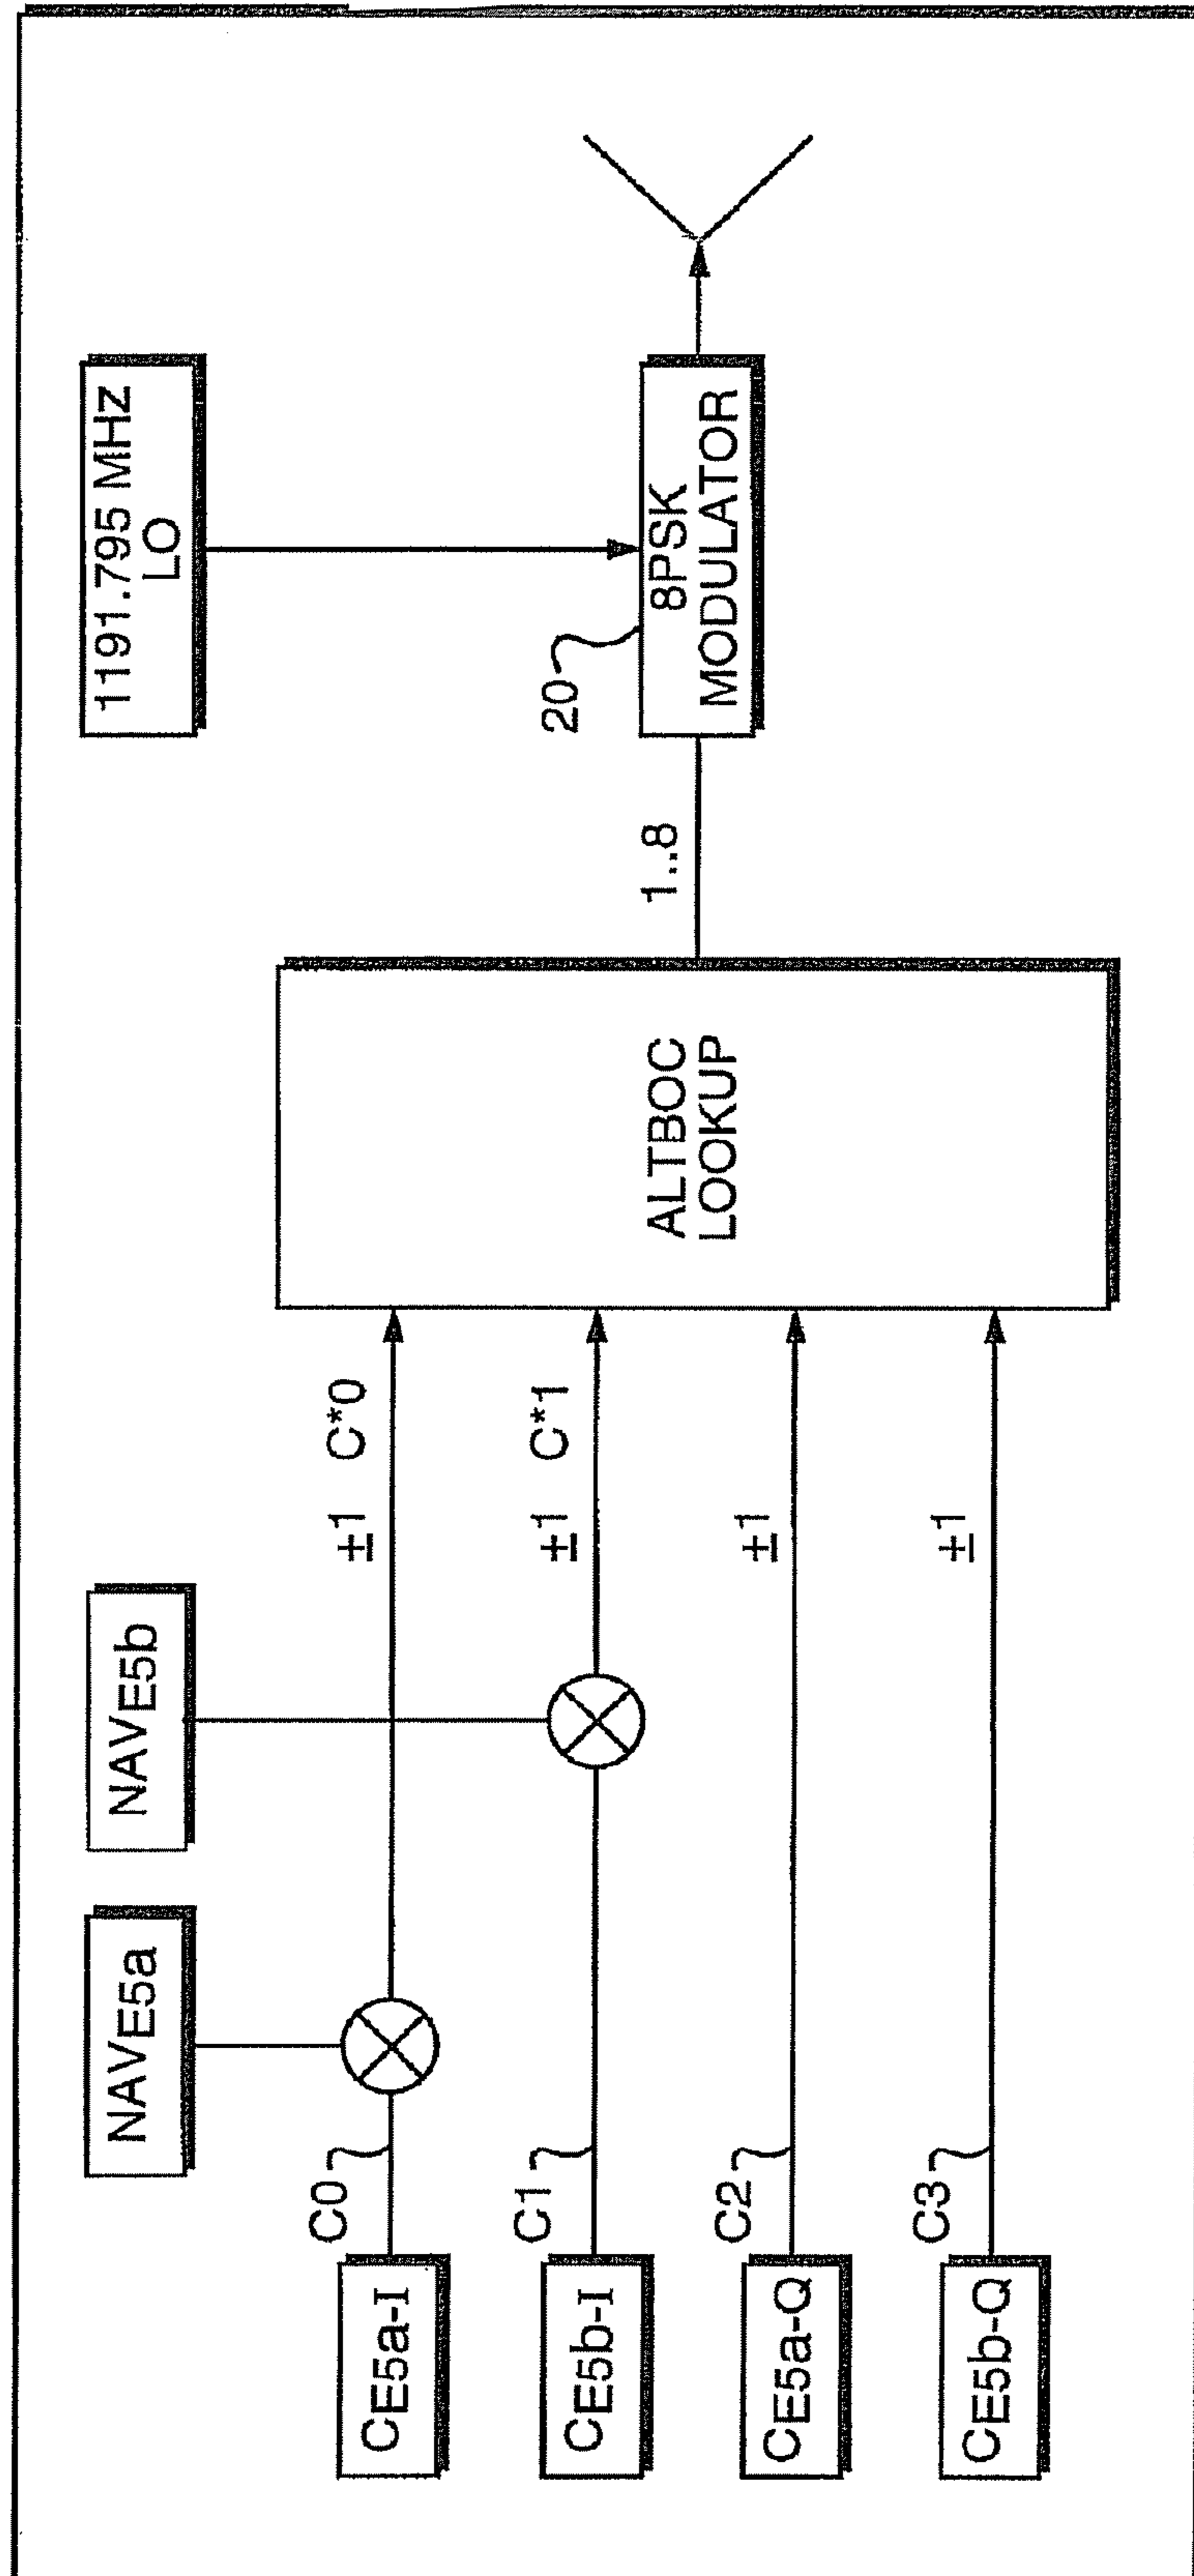 NAVE5a
NAVE5b
1191.795 MHz
LO
C0
CE5a-I
±1 C*0
C1
CE5b-I
±1 C*1
C2
CE5a-Q
±1
C3
CE5b-Q
±1
ALTBOC
LOOKUP
1..8
20
8PSK
MODULATOR